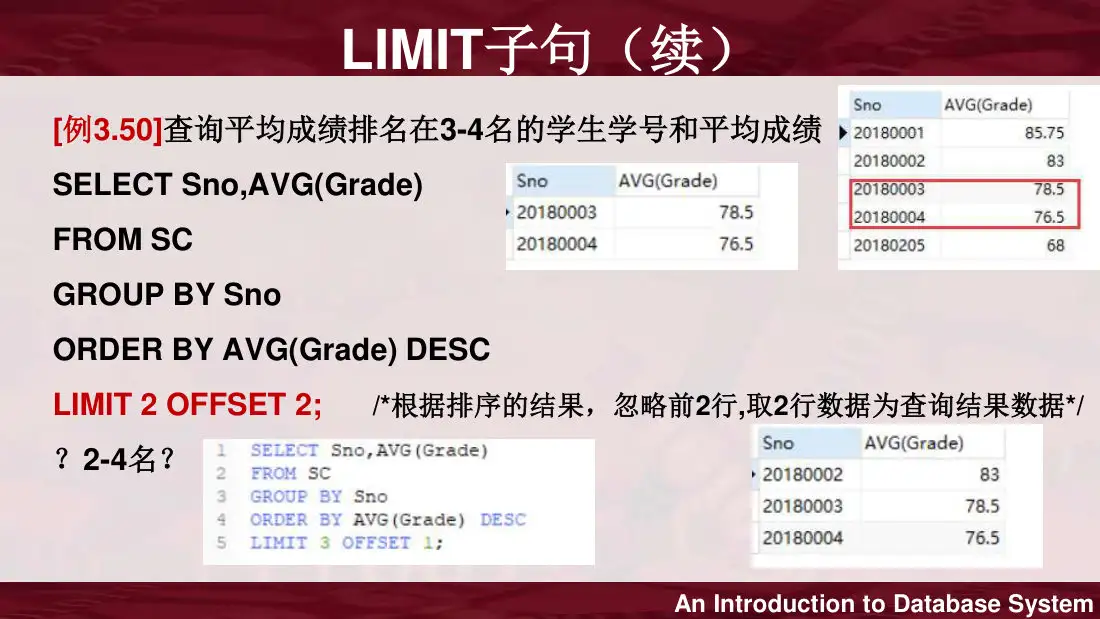 LIMIT子句（续）
[例3.50]查询平均成绩排名在3-4名的学生学号和平均成绩
SELECT Sno,AVG(Grade)
FROM SC
GROUP BY Sno
ORDER BY AVG(Grade) DESC
LIMIT 2 OFFSET 2; /*根据排序的结果，忽略前2行,取2行数据为查询结果数据*/
Sno AVG(Grade)
20180003 78.5
20180004 76.5
Sno AVG(Grade)
20180001 85.75
20180002 83
20180003 78.5
20180004 76.5
20180205 68
？2-4名？
1 SELECT Sno,AVG(Grade)
2 FROM SC
3 GROUP BY Sno
4 ORDER BY AVG(Grade) DESC
5 LIMIT 3 OFFSET 1;
Sno AVG(Grade)
20180002 83
20180003 78.5
20180004 76.5
An Introduction to Database System